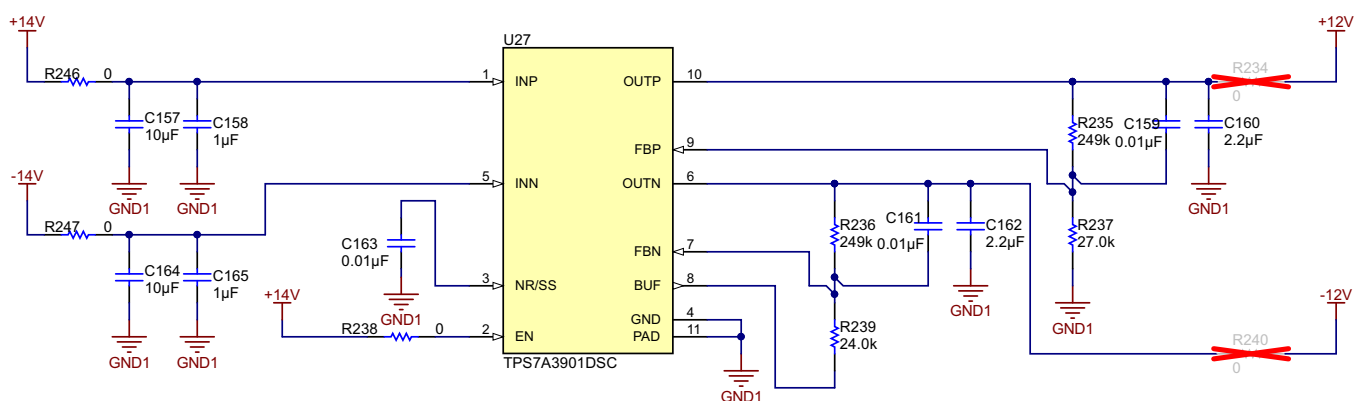 +14V
+12V
U27
R246
0
1
INP
OUTP
10
R234
0
C157
10µF
C158
1µF
R235
249k
C159
0.01µF
C160
2.2µF
FBP
9
-14V
5
INN
OUTN
6
GND1
GND1
GND1
R247
0
C163
0.01µF
R236
249k
C161
0.01µF
C162
2.2µF
R237
27.0k
FBN
7
C164
10µF
C165
1µF
3
NR/SS
BUF
8
+14V
GND1
GND1
GND1
-12V
R238
0
2
EN
GND
4
PAD
11
R239
24.0k
R240
0
GND1
GND1
TPS7A3901DSC
GND1